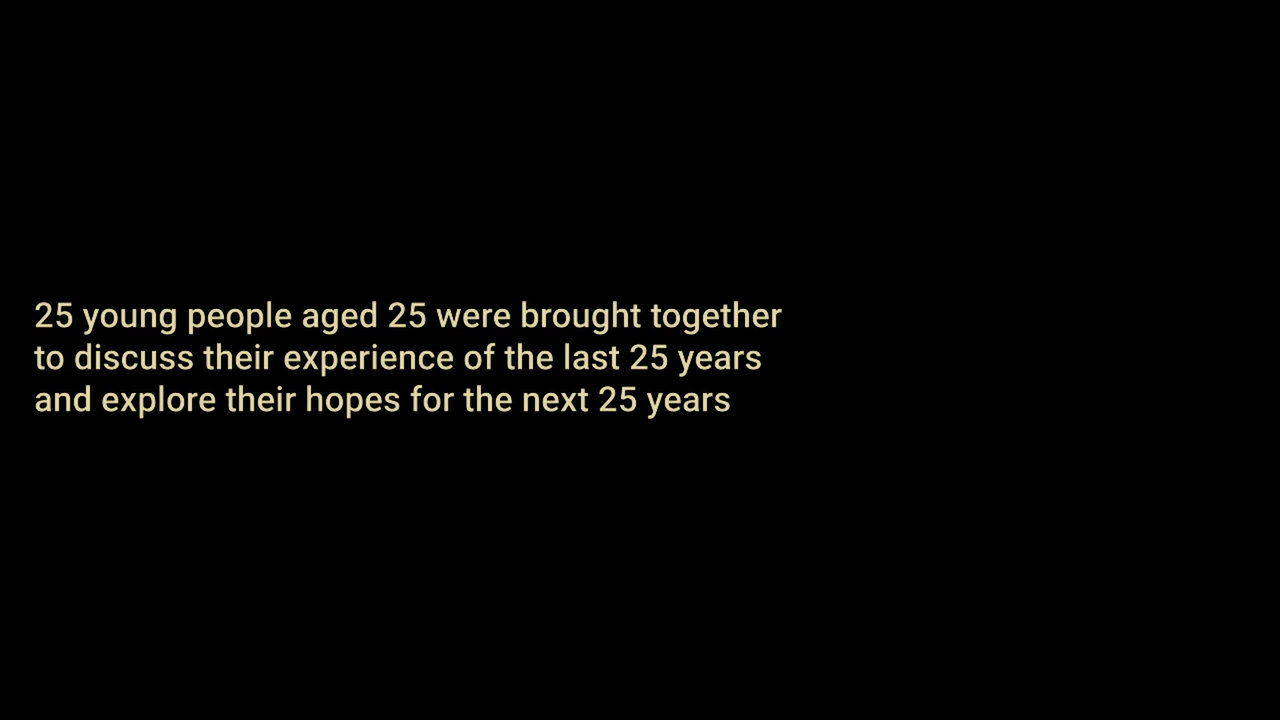 25 young people aged 25 were brought together
to discuss their experience of the last 25 years
and explore their hopes for the next 25 years